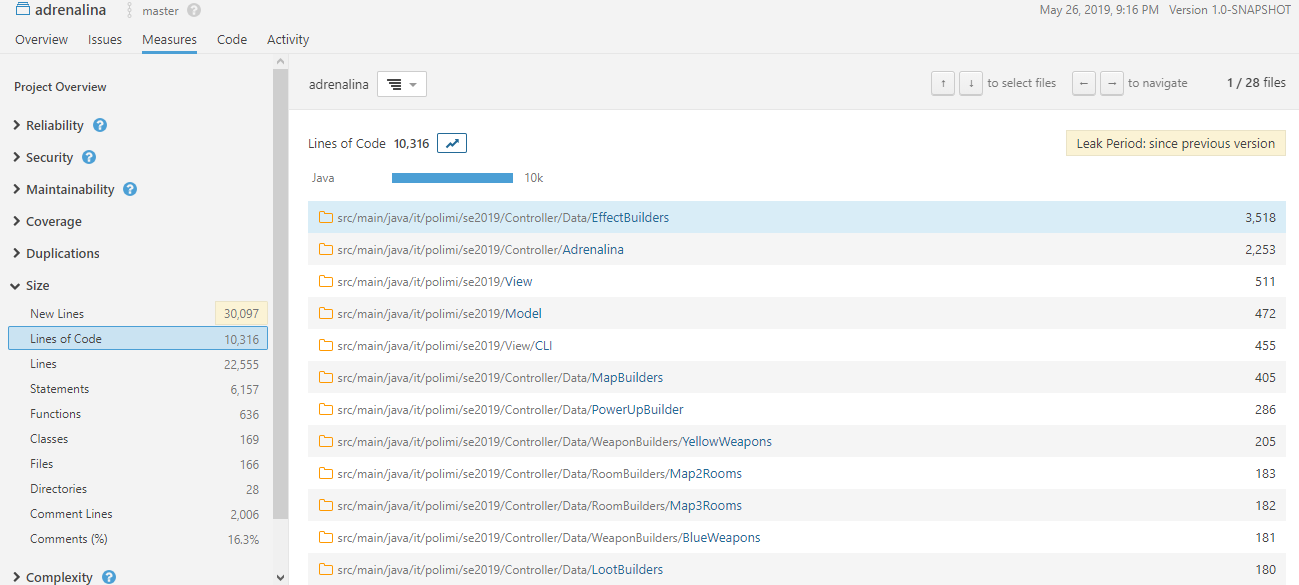 adrenalina master ? May 26, 2019, 9:16 PM Version 1.0-SNAPSHOT
Overview Issues Measures Code Activity
Project Overview
Reliability ?
Security ?
Maintainability ?
Coverage
Duplications
Size
New Lines 30,097
Lines of Code 10,316
Lines 22,555
Statements 6,157
Functions 636
Classes 169
Files 166
Directories 28
Comment Lines 2,006
Comments (%) 16.3%
Complexity ?
adrenalina ↑ ↓ to select files ← → to navigate 1 / 28 files
Lines of Code 10,316 Leak Period: since previous version
Java 10k
src/main/java/it/polimi/se2019/Controller/Data/EffectBuilders 3,518
src/main/java/it/polimi/se2019/Controller/Adrenalina 2,253
src/main/java/it/polimi/se2019/View 511
src/main/java/it/polimi/se2019/Model 472
src/main/java/it/polimi/se2019/View/CLI 455
src/main/java/it/polimi/se2019/Controller/Data/MapBuilders 405
src/main/java/it/polimi/se2019/Controller/Data/PowerUpBuilder 286
src/main/java/it/polimi/se2019/Controller/Data/WeaponBuilders/YellowWeapons 205
src/main/java/it/polimi/se2019/Controller/Data/RoomBuilders/Map2Rooms 183
src/main/java/it/polimi/se2019/Controller/Data/RoomBuilders/Map3Rooms 182
src/main/java/it/polimi/se2019/Controller/Data/WeaponBuilders/BlueWeapons 181
src/main/java/it/polimi/se2019/Controller/Data/LootBuilders 180